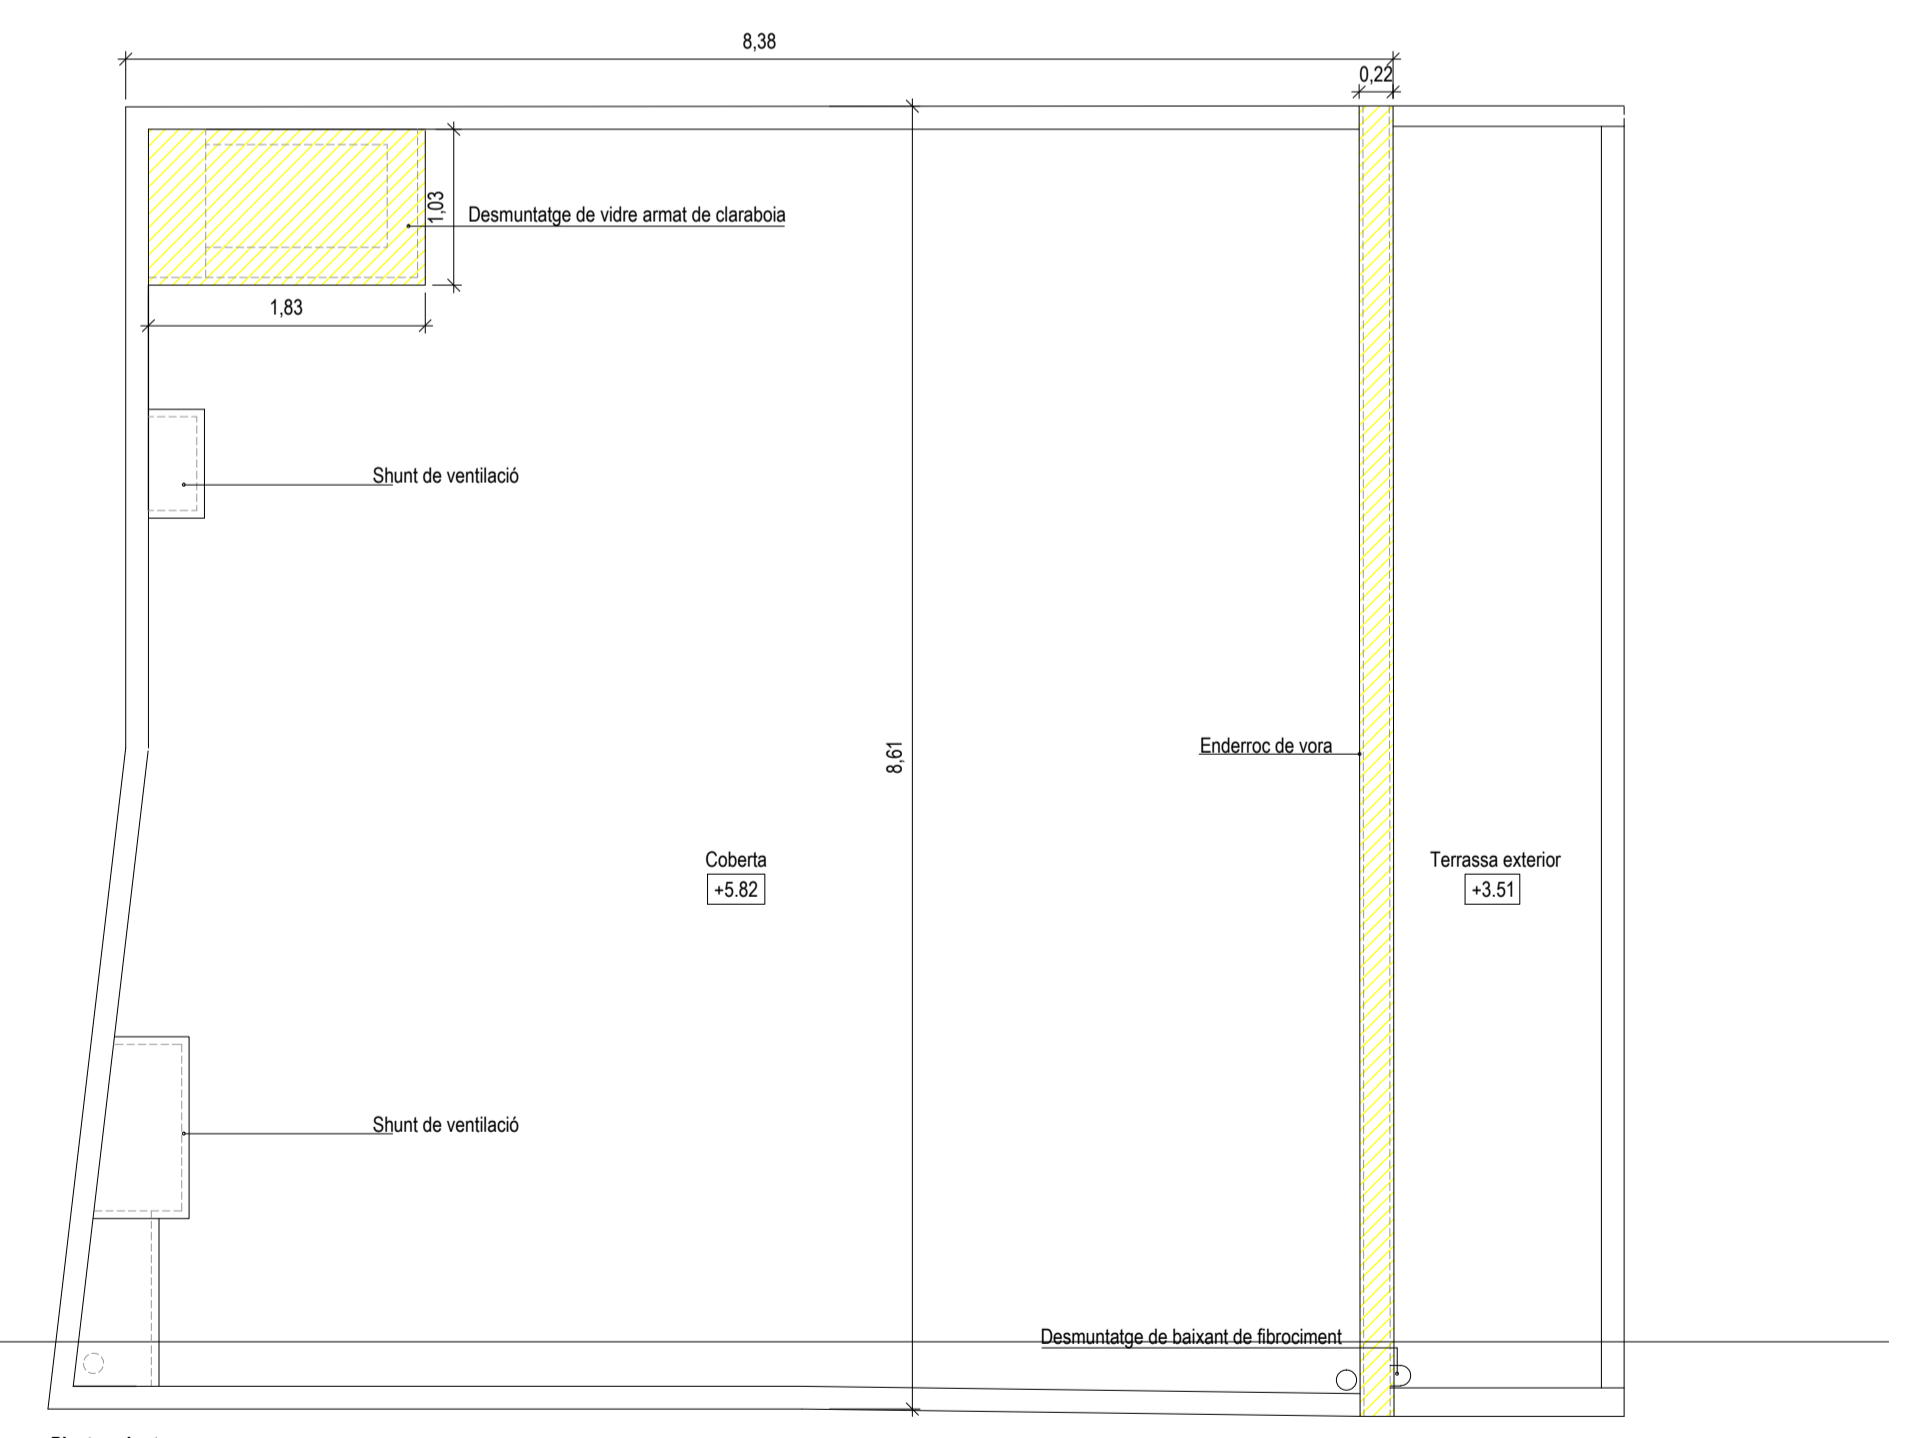 8,38
0,22
1,03
Desmuntatge de vidre armat de claraboia
1,83
Shunt de ventilació
8,61
Enderroc de vora
Coberta
+5.82
Terrassa exterior
+3.51
Shunt de ventilació
Desmuntatge de baixant de fibrociment